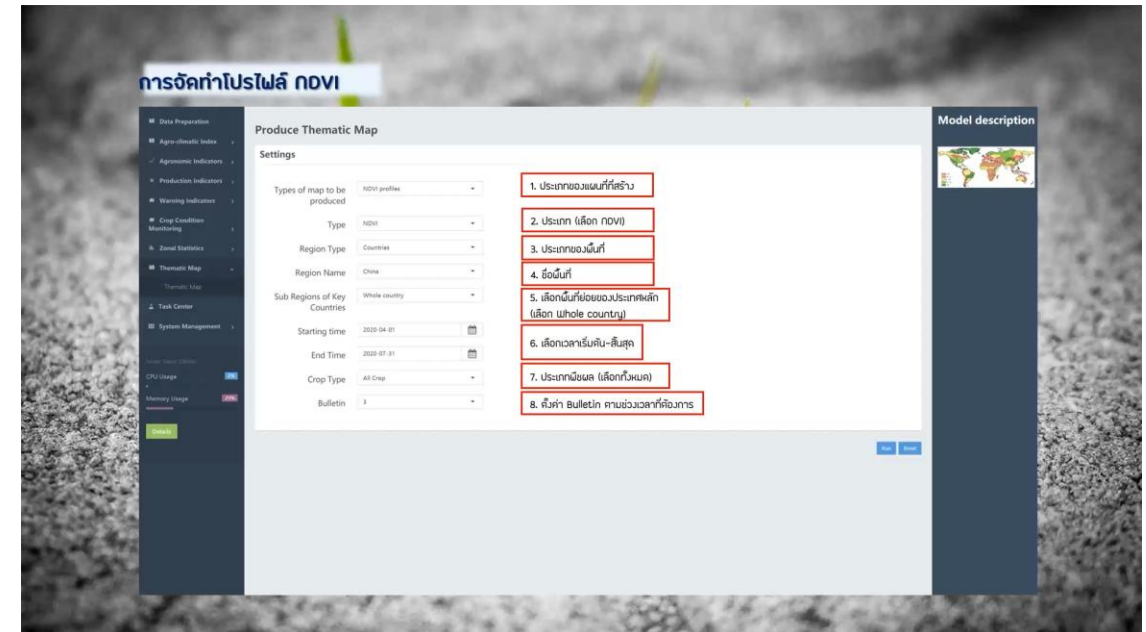 การจัดทำโปรไฟล์ NDVI
Data Preparation
Agro-climatic Index
Agronomic Indicators
Production Indicators
Warning Indicators
Crop Condition
Monitoring
Zonal Statistics
Thematic Map
Thematic Map
Task Center
System Management
CPU Usage
Memory Usage
Details
Produce Thematic Map
Settings
Types of map to be
produced
NDVI profiles
1. ประเภทของแผนที่ที่สร้าง
Type
NDVI
2. ประเภท (เลือก NDVI)
Region Type
Countries
3. ประเภทของพื้นที่
Region Name
China
4. ชื่อพื้นที่
Sub Regions of Key
Countries
Whole country
5. เลือกพื้นที่ย่อยของประเทศหลัก
(เลือก Whole country)
Starting time
2020-04-01
End Time
2020-07-31
6. เลือกเวลาเริ่มต้น-สิ้นสุด
Crop Type
All Crop
7. ประเภทพืชผล (เลือกทั้งหมด)
Bulletin
3
8. ตั้งค่า Bulletin ตามช่วงเวลาที่ต้องการ
Run
Reset
Model description